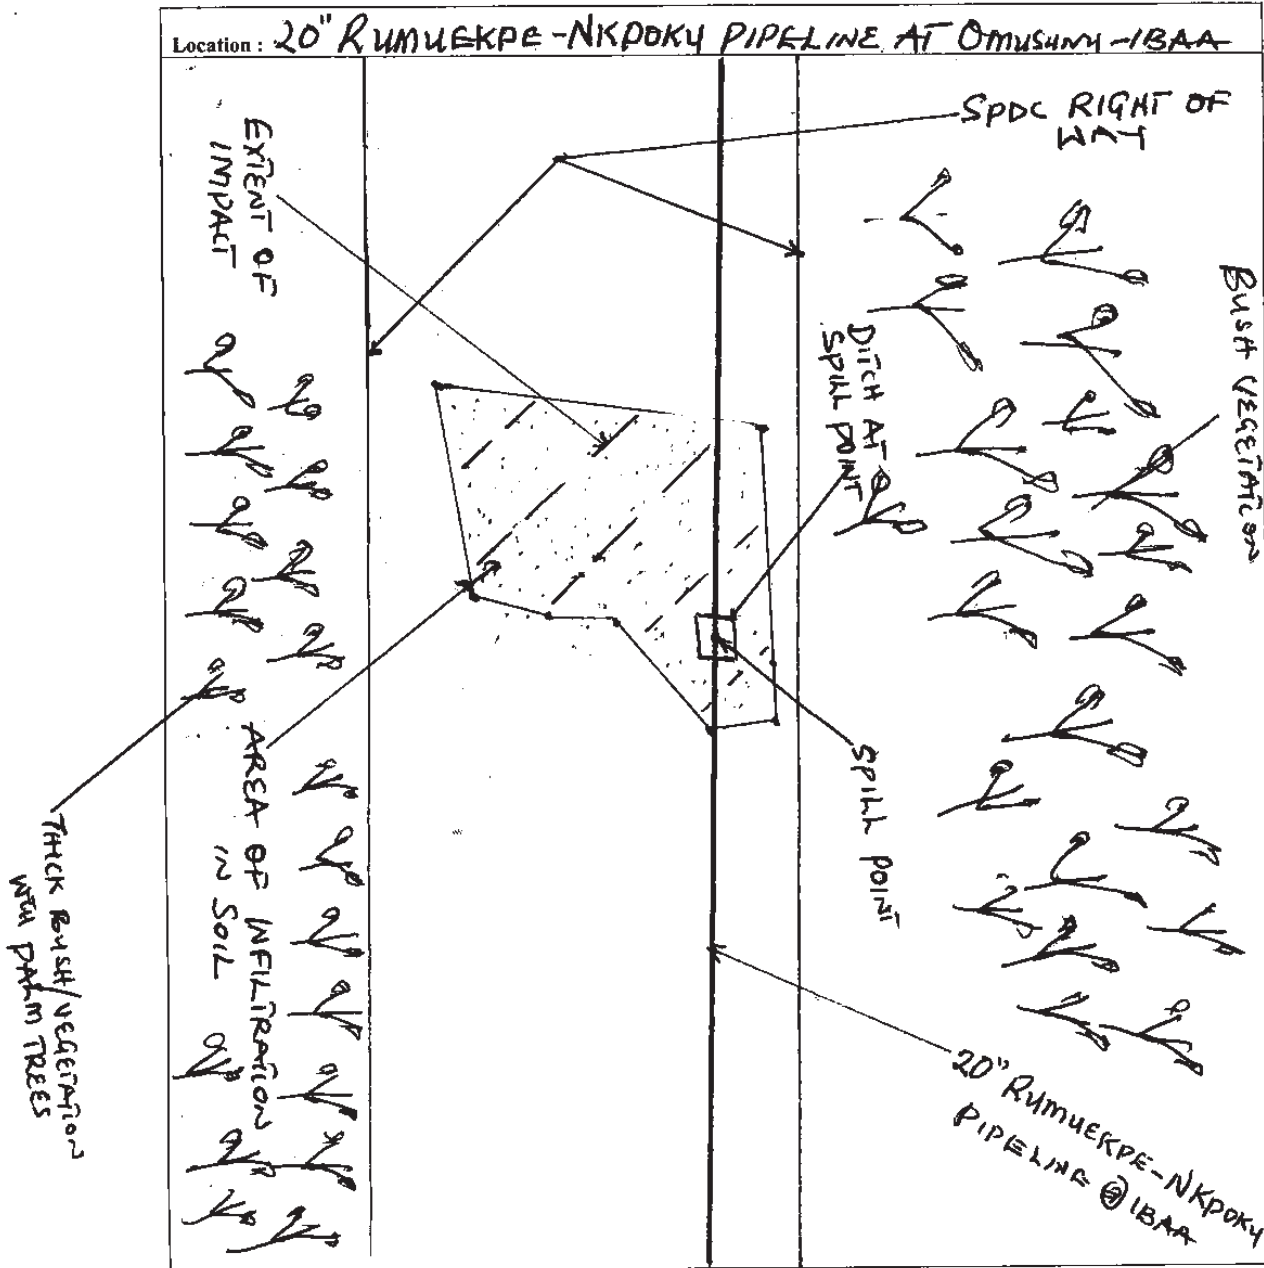 Location : 20" RUMUEKPE-NKPOKU PIPELINE AT OMUSUNU-IBAA
SPDC RIGHT OF
WAY
EXTENT OF
IMPACT
BUSH VEGETATION
DITCH AT
SPILL POINT
SPILL POINT
AREA OF INFILTRATION
IN SOIL
THICK BUSH/VEGETATION
WITH PALM TREES
20" RUMUEKPE-NKPOKU
PIPELINE @ IBAA